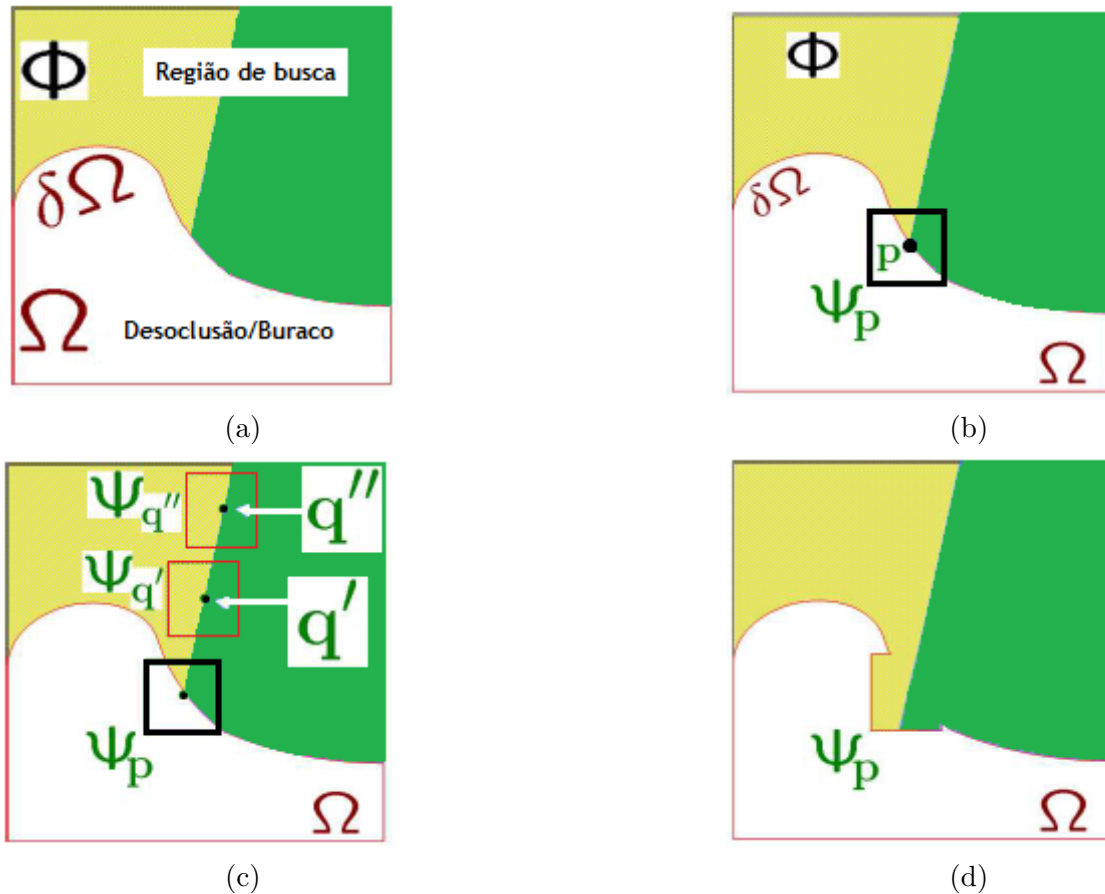 Φ
Região de busca
δΩ
Ω
Desoclusão/Buraco
(a)
Φ
δΩ
p
Ψp
Ω
(b)
Ψq''
q''
Ψq'
q'
Ψp
Ω
(c)
Ψp
Ω
(d)